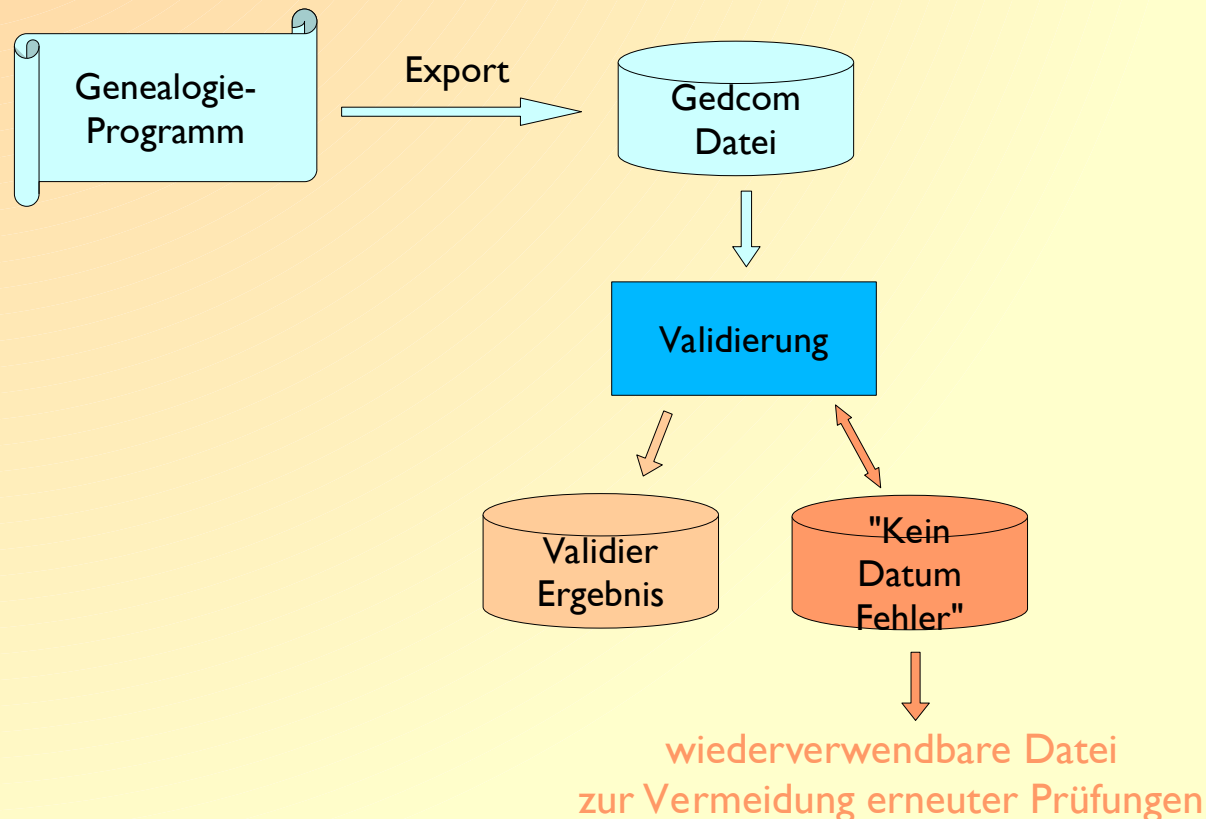 Genealogie-
Programm
Export
Gedcom
Datei
Validierung
Validier
Ergebnis
"Kein
Datum
Fehler"
wiederverwendbare Datei
zur Vermeidung erneuter Prüfungen